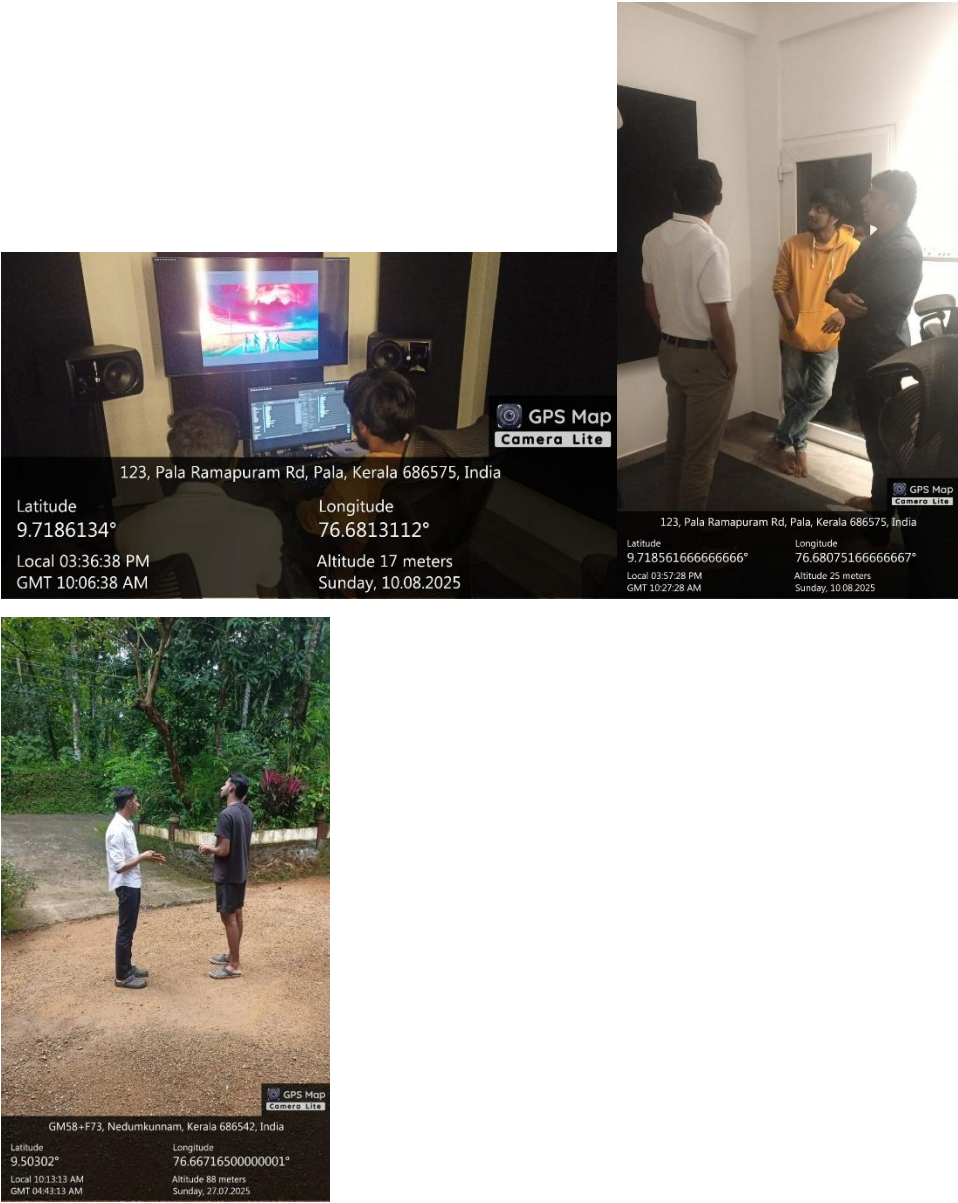 GPS Map
Camera Lite
123, Pala Ramapuram Rd, Pala, Kerala 686575, India
Latitude
9.7186134°
Longitude
76.6813112°
Local 03:36:38 PM
GMT 10:06:38 AM
Altitude 17 meters
Sunday, 10.08.2025
GPS Map
Camera Lite
123, Pala Ramapuram Rd, Pala, Kerala 686575, India
Latitude
9.718561666666666°
Longitude
76.68075166666667°
Local 03:57:28 PM
GMT 10:27:28 AM
Altitude 25 meters
Sunday, 10.08.2025
GPS Map
Camera Lite
GM58+F73, Nedumkunnam, Kerala 686542, India
Latitude
9.50302°
Longitude
76.66716500000001°
Local 10:13:13 AM
GMT 04:43:13 AM
Altitude 88 meters
Sunday, 27.07.2025